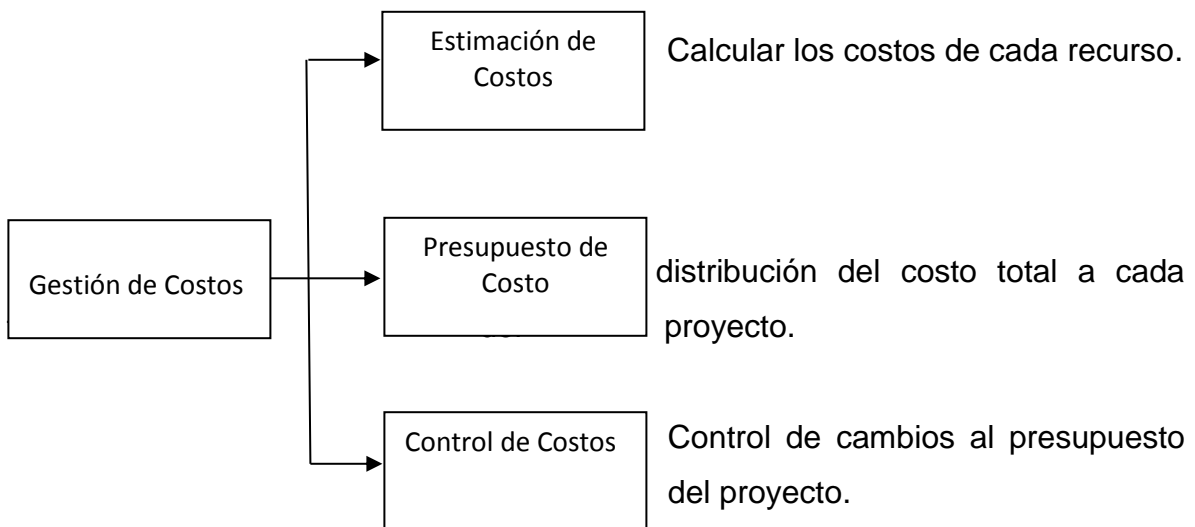 Estimación de
Costos
Calcular los costos de cada recurso.
Gestión de Costos
Presupuesto de
Costo
distribución del costo total a cada
proyecto.
Control de Costos
Control de cambios al presupuesto
del proyecto.